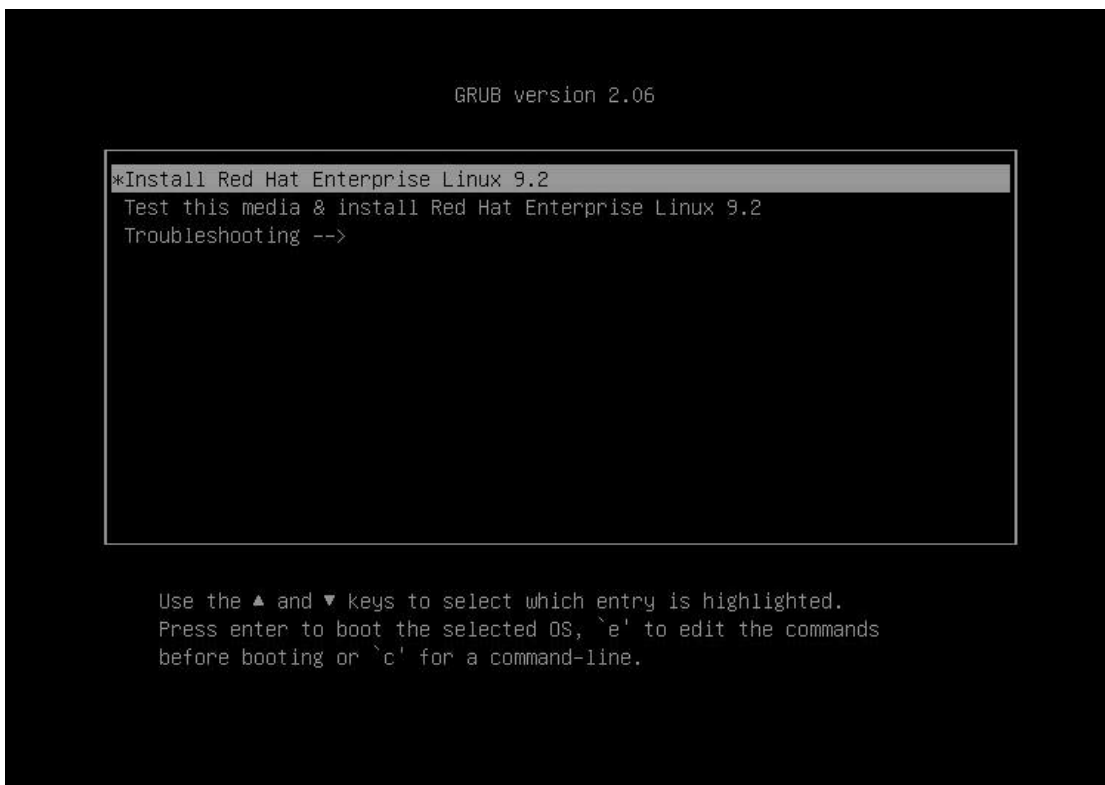 GRUB version 2.06
*Install Red Hat Enterprise Linux 9.2
Test this media & install Red Hat Enterprise Linux 9.2
Troubleshooting -->
Use the ▲ and ▼ keys to select which entry is highlighted.
Press enter to boot the selected OS, `e' to edit the commands
before booting or `c' for a command-line.